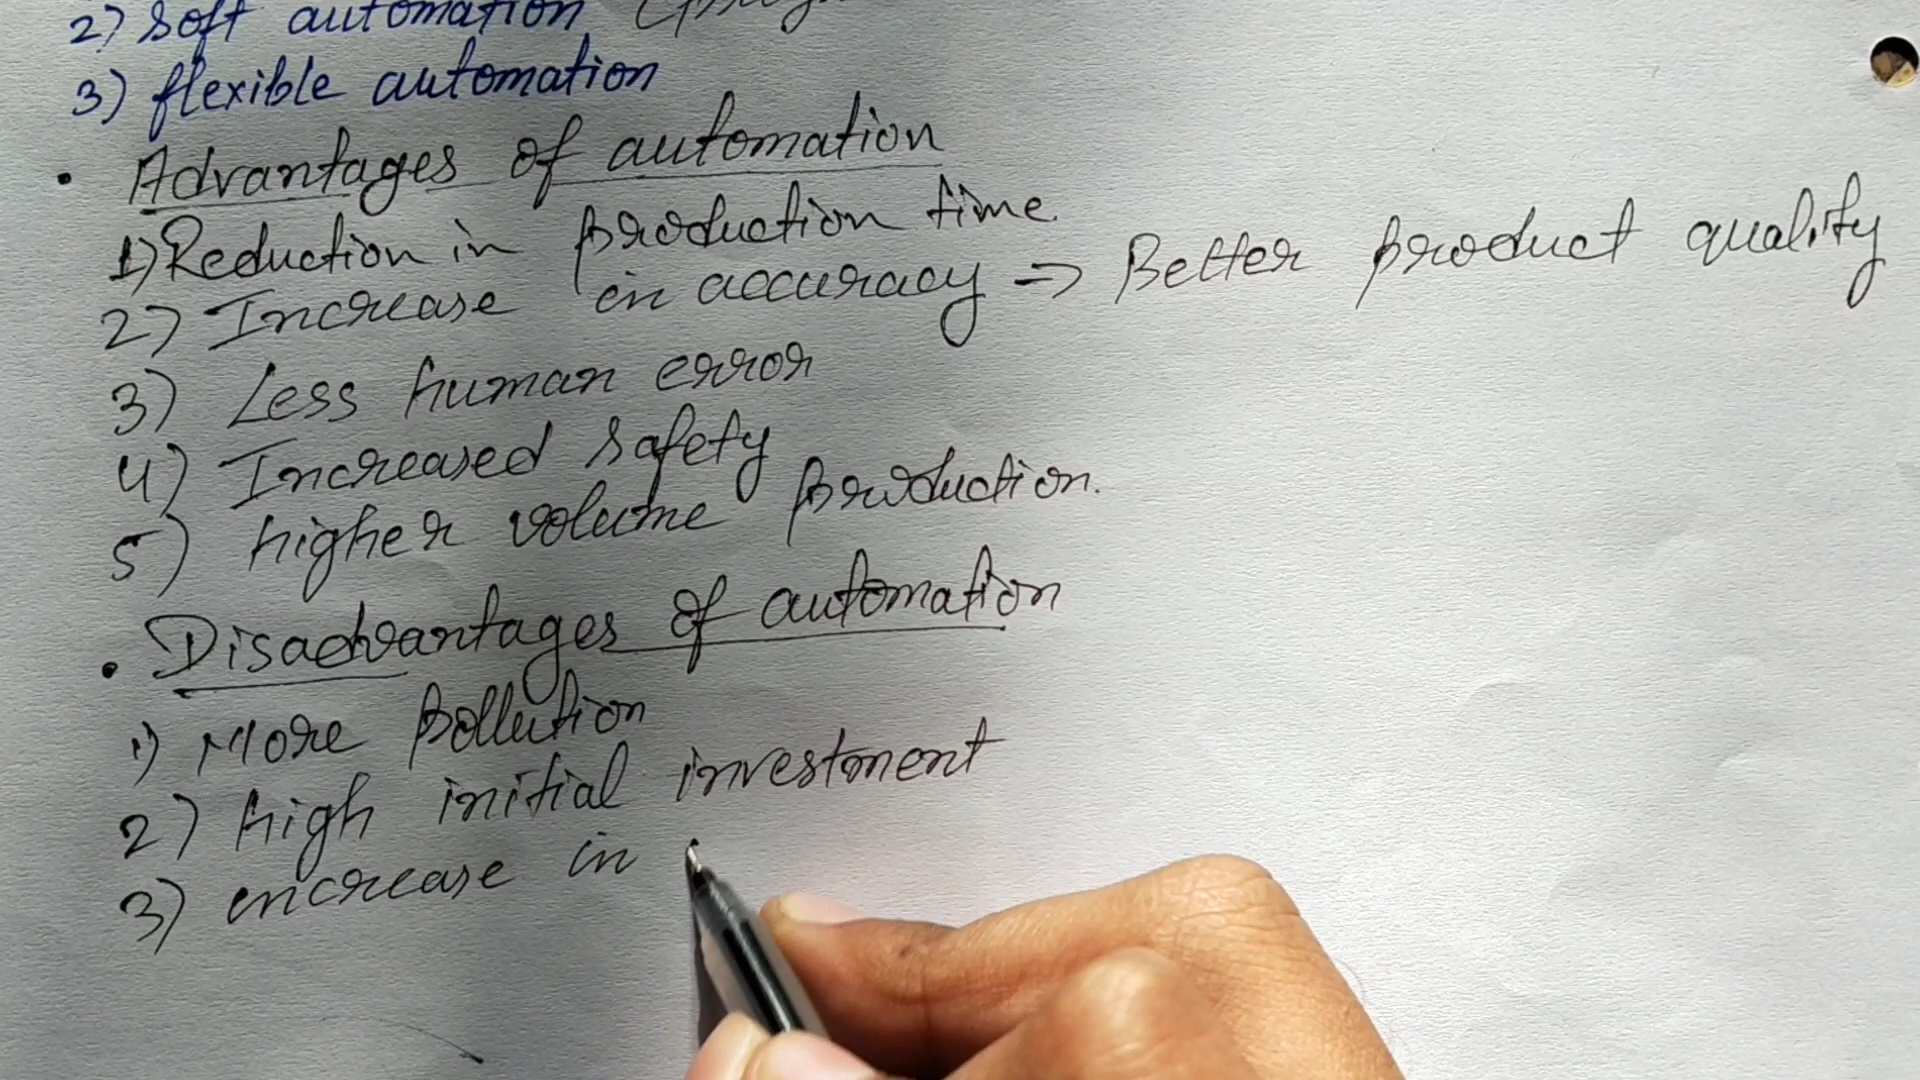 2) Soft automation
3) flexible automation
• Advantages of automation
1) Reduction in production time.
2) Increase in accuracy => Better product quality
3) Less human error
4) Increased safety
5) higher volume production.
• Disadvantages of automation
1) More pollution
2) high initial investment
3) increase in